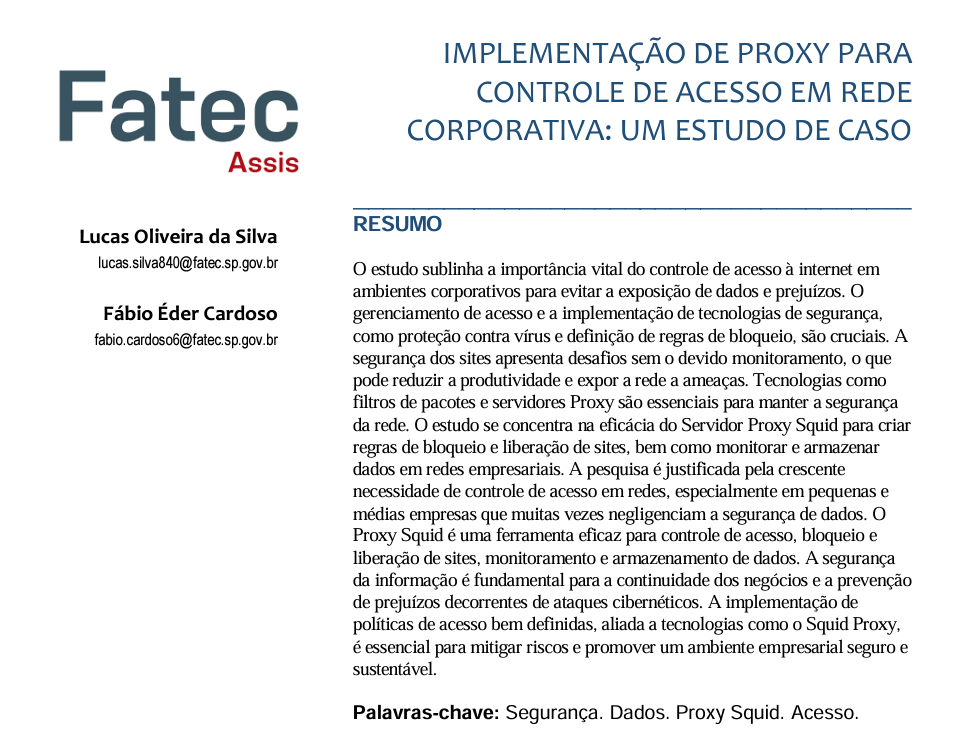 Fatec
Assis
IMPLEMENTAÇÃO DE PROXY PARA
CONTROLE DE ACESSO EM REDE
CORPORATIVA: UM ESTUDO DE CASO
Lucas Oliveira da Silva
lucas.silva840@fatec.sp.gov.br
Fábio Éder Cardoso
fabio.cardoso6@fatec.sp.gov.br
RESUMO
O estudo sublinha a importância vital do controle de acesso à internet em
ambientes corporativos para evitar a exposição de dados e prejuízos. O
gerenciamento de acesso e a implementação de tecnologias de segurança,
como proteção contra vírus e definição de regras de bloqueio, são cruciais. A
segurança dos sites apresenta desafios sem o devido monitoramento, o que
pode reduzir a produtividade e expor a rede a ameaças. Tecnologias como
filtros de pacotes e servidores Proxy são essenciais para manter a segurança
da rede. O estudo se concentra na eficácia do Servidor Proxy Squid para criar
regras de bloqueio e liberação de sites, bem como monitorar e armazenar
dados em redes empresariais. A pesquisa é justificada pela crescente
necessidade de controle de acesso em redes, especialmente em pequenas e
médias empresas que muitas vezes negligenciam a segurança de dados. O
Proxy Squid é uma ferramenta eficaz para controle de acesso, bloqueio e
liberação de sites, monitoramento e armazenamento de dados. A segurança
da informação é fundamental para a continuidade dos negócios e a prevenção
de prejuízos decorrentes de ataques cibernéticos. A implementação de
políticas de acesso bem definidas, aliada a tecnologias como o Squid Proxy,
é essencial para mitigar riscos e promover um ambiente empresarial seguro e
sustentável.
Palavras-chave: Segurança. Dados. Proxy Squid. Acesso.